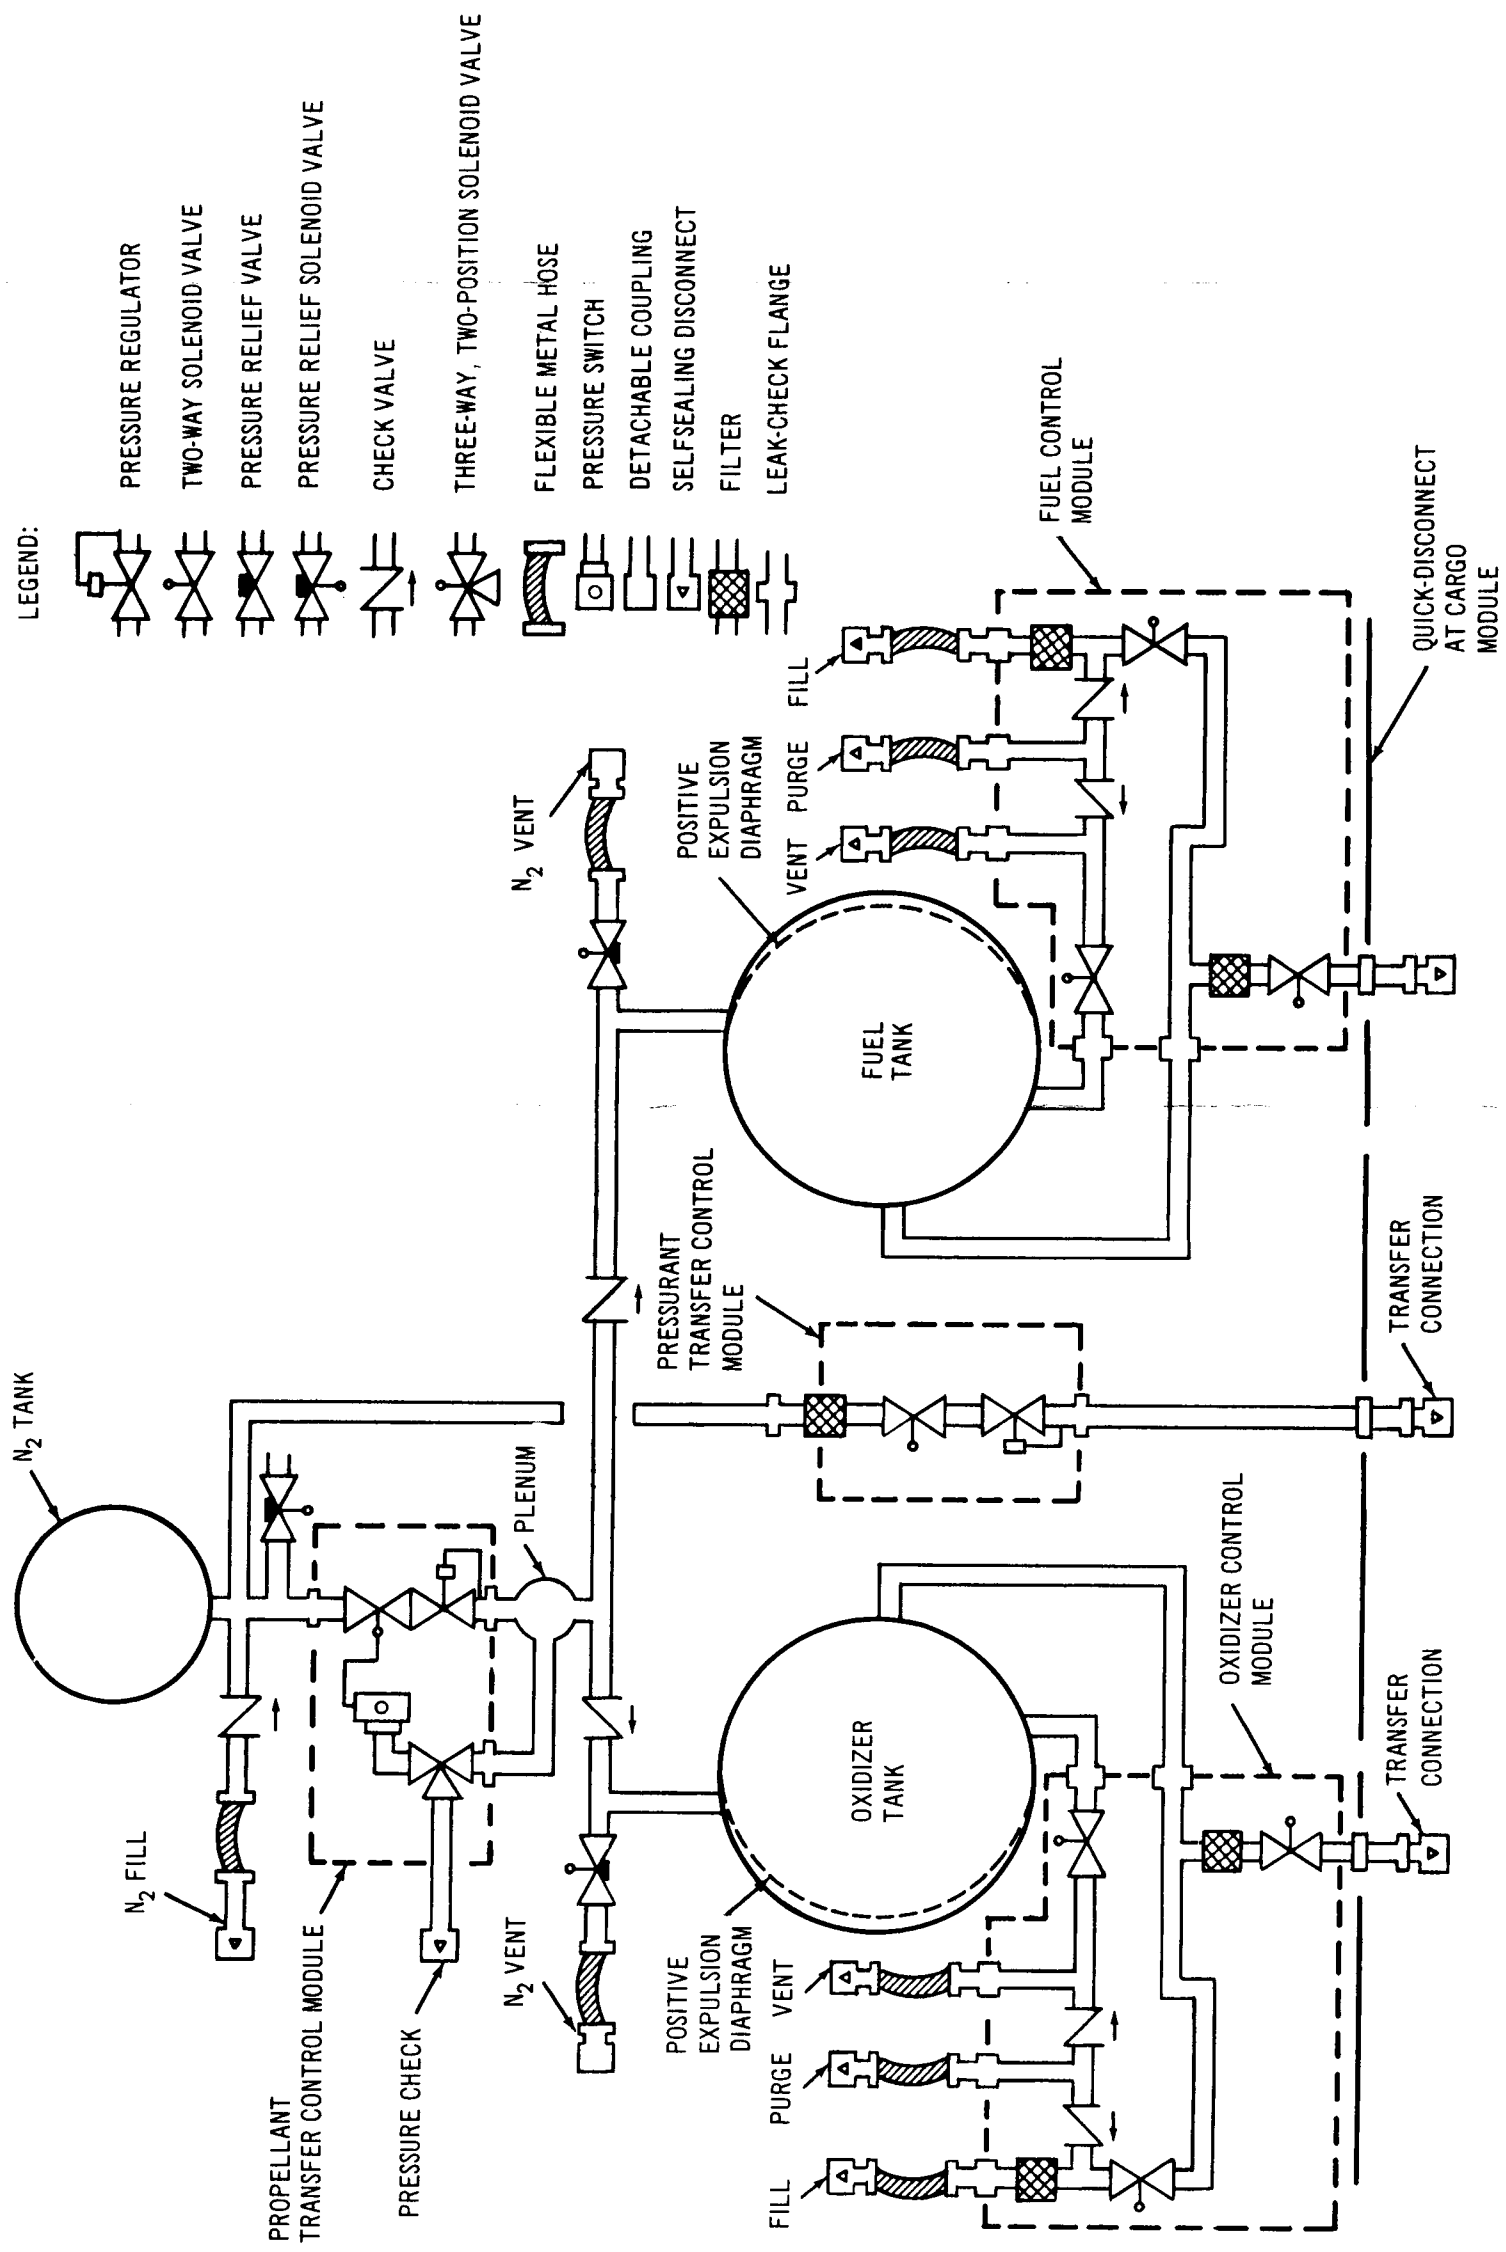 LEGEND:
PRESSURE REGULATOR
TWO-WAY SOLENOID VALVE
PRESSURE RELIEF VALVE
PRESSURE RELIEF SOLENOID VALVE
CHECK VALVE
THREE-WAY, TWO-POSITION SOLENOID VALVE
FLEXIBLE METAL HOSE
PRESSURE SWITCH
DETACHABLE COUPLING
SELFSEALING DISCONNECT
FILTER
LEAK-CHECK FLANGE
N2 TANK
N2 FILL
PROPELLANT
TRANSFER CONTROL MODULE
PRESSURE CHECK
PLENUM
N2 VENT
N2 VENT
PRESSURANT
TRANSFER CONTROL
MODULE
POSITIVE
EXPULSION
DIAPHRAGM
OXIDIZER
TANK
FILL
PURGE
VENT
OXIDIZER CONTROL
MODULE
TRANSFER
CONNECTION
TRANSFER
CONNECTION
POSITIVE
EXPULSION
DIAPHRAGM
FUEL
TANK
VENT
PURGE
FILL
FUEL CONTROL
MODULE
QUICK-DISCONNECT
AT CARGO
MODULE